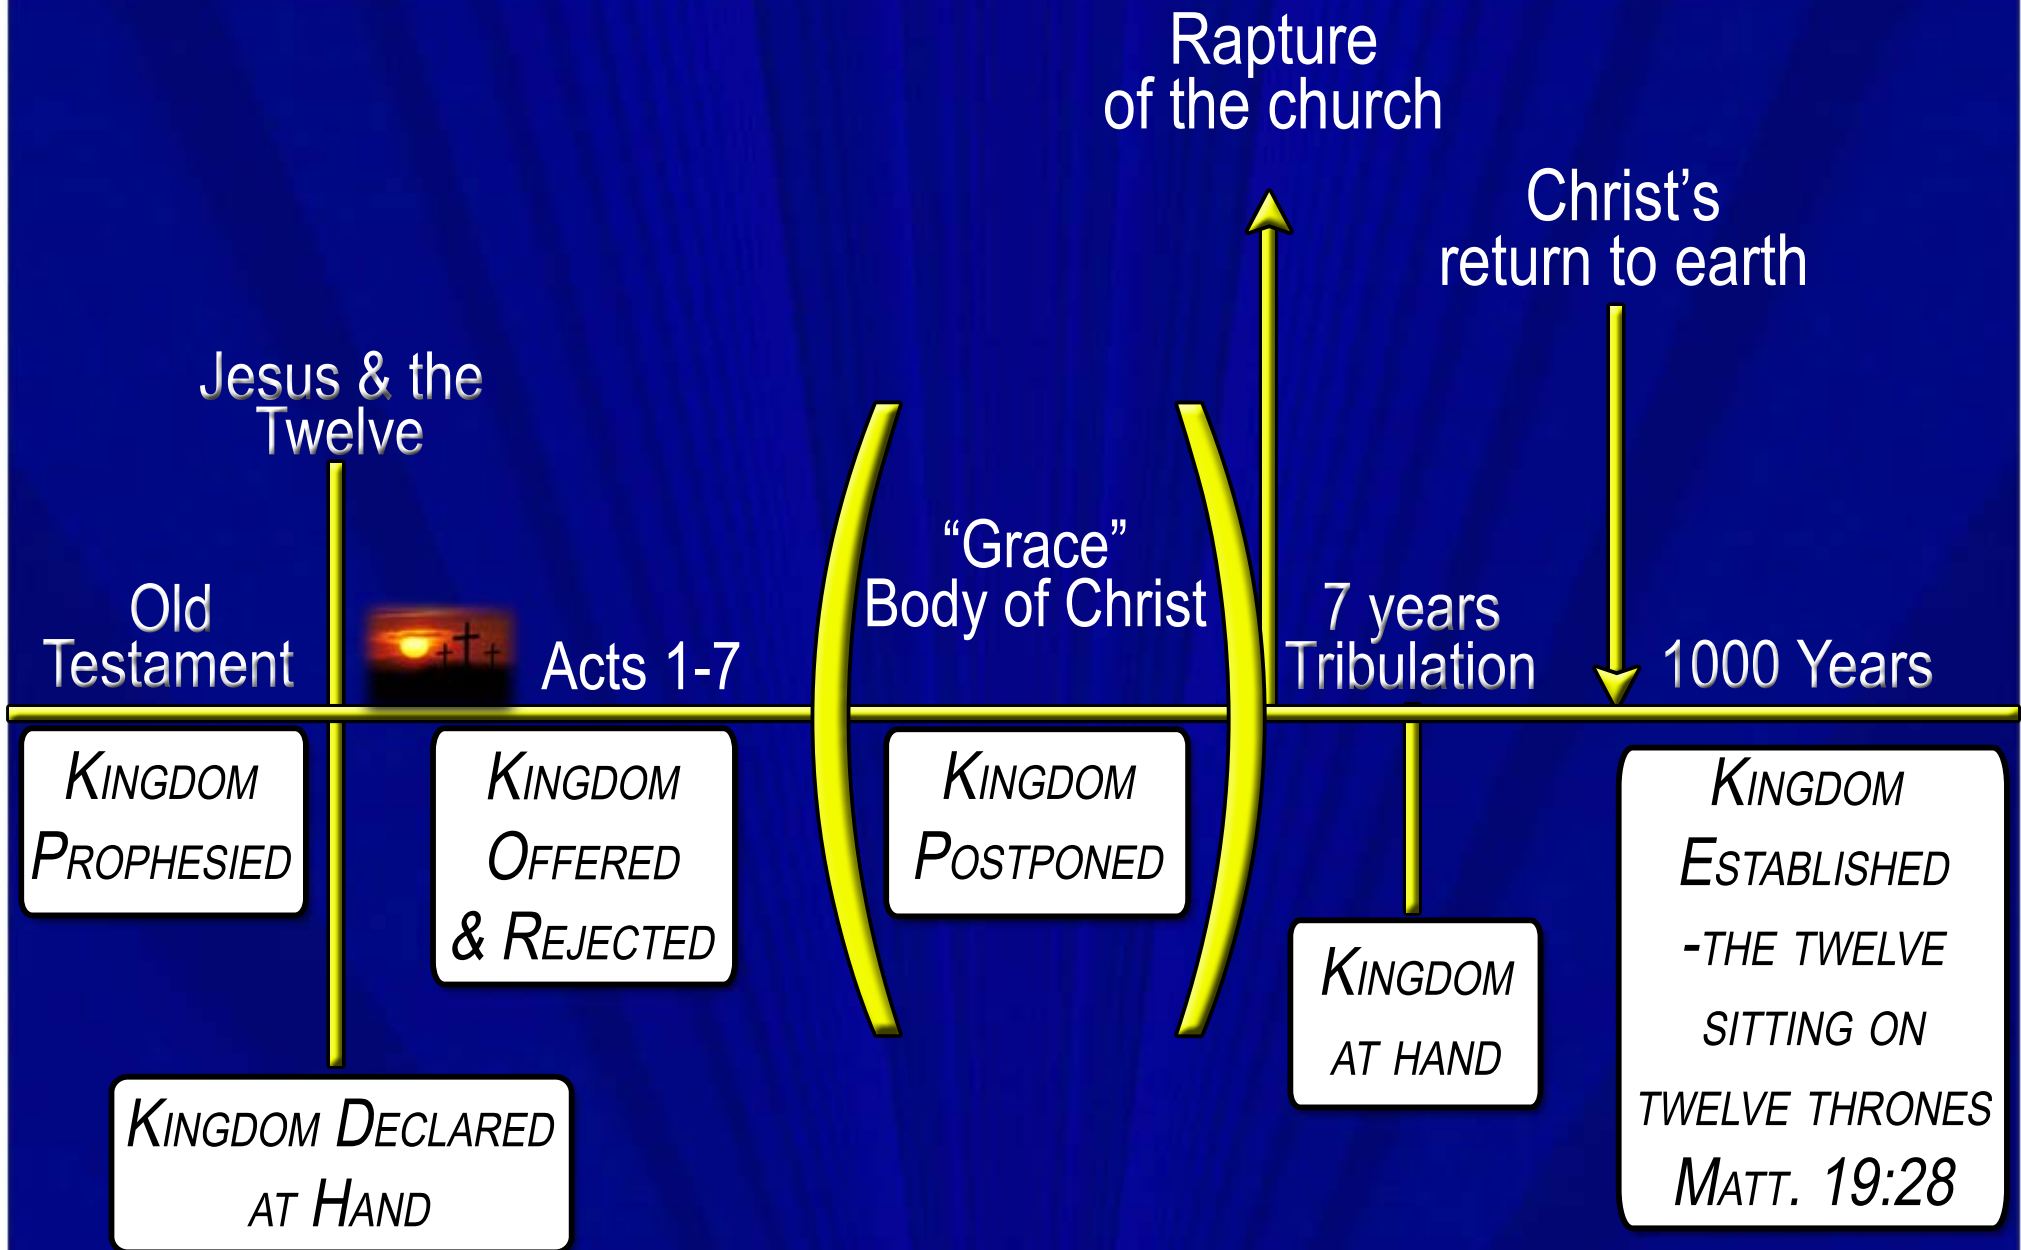 Rapture
of the church
Christ’s
return to earth
Jesus & the
Twelve
“Grace”
Body of Christ
Old
Testament
Acts 1-7
7 years
Tribulation
1000 Years
KINGDOM
PROPHESIED
KINGDOM
OFFERED
& REJECTED
KINGDOM
POSTPONED
KINGDOM
AT HAND
KINGDOM
ESTABLISHED
-THE TWELVE
SITTING ON
TWELVE THRONES
MATT. 19:28
KINGDOM DECLARED
AT HAND